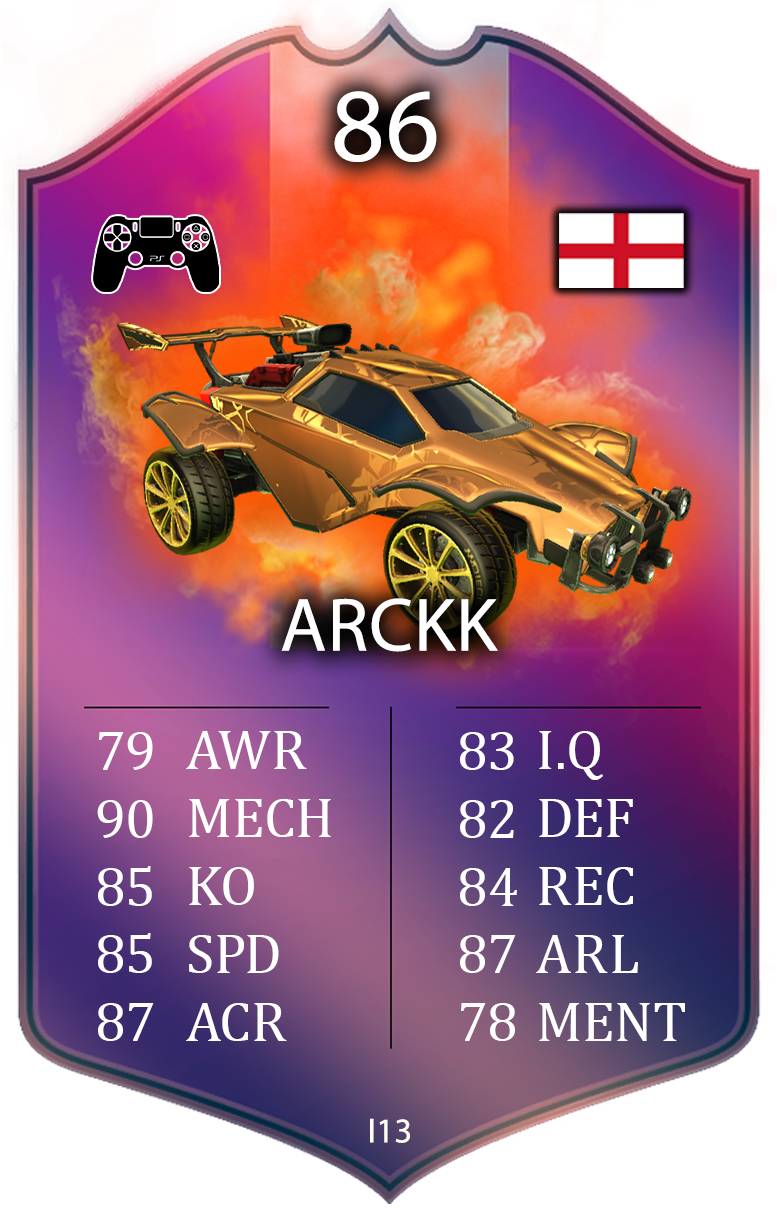 86
PS
ARCKK
79 AWR
90 MECH
85 KO
85 SPD
87 ACR
83 I.Q
82 DEF
84 REC
87 ARL
78 MENT
I13